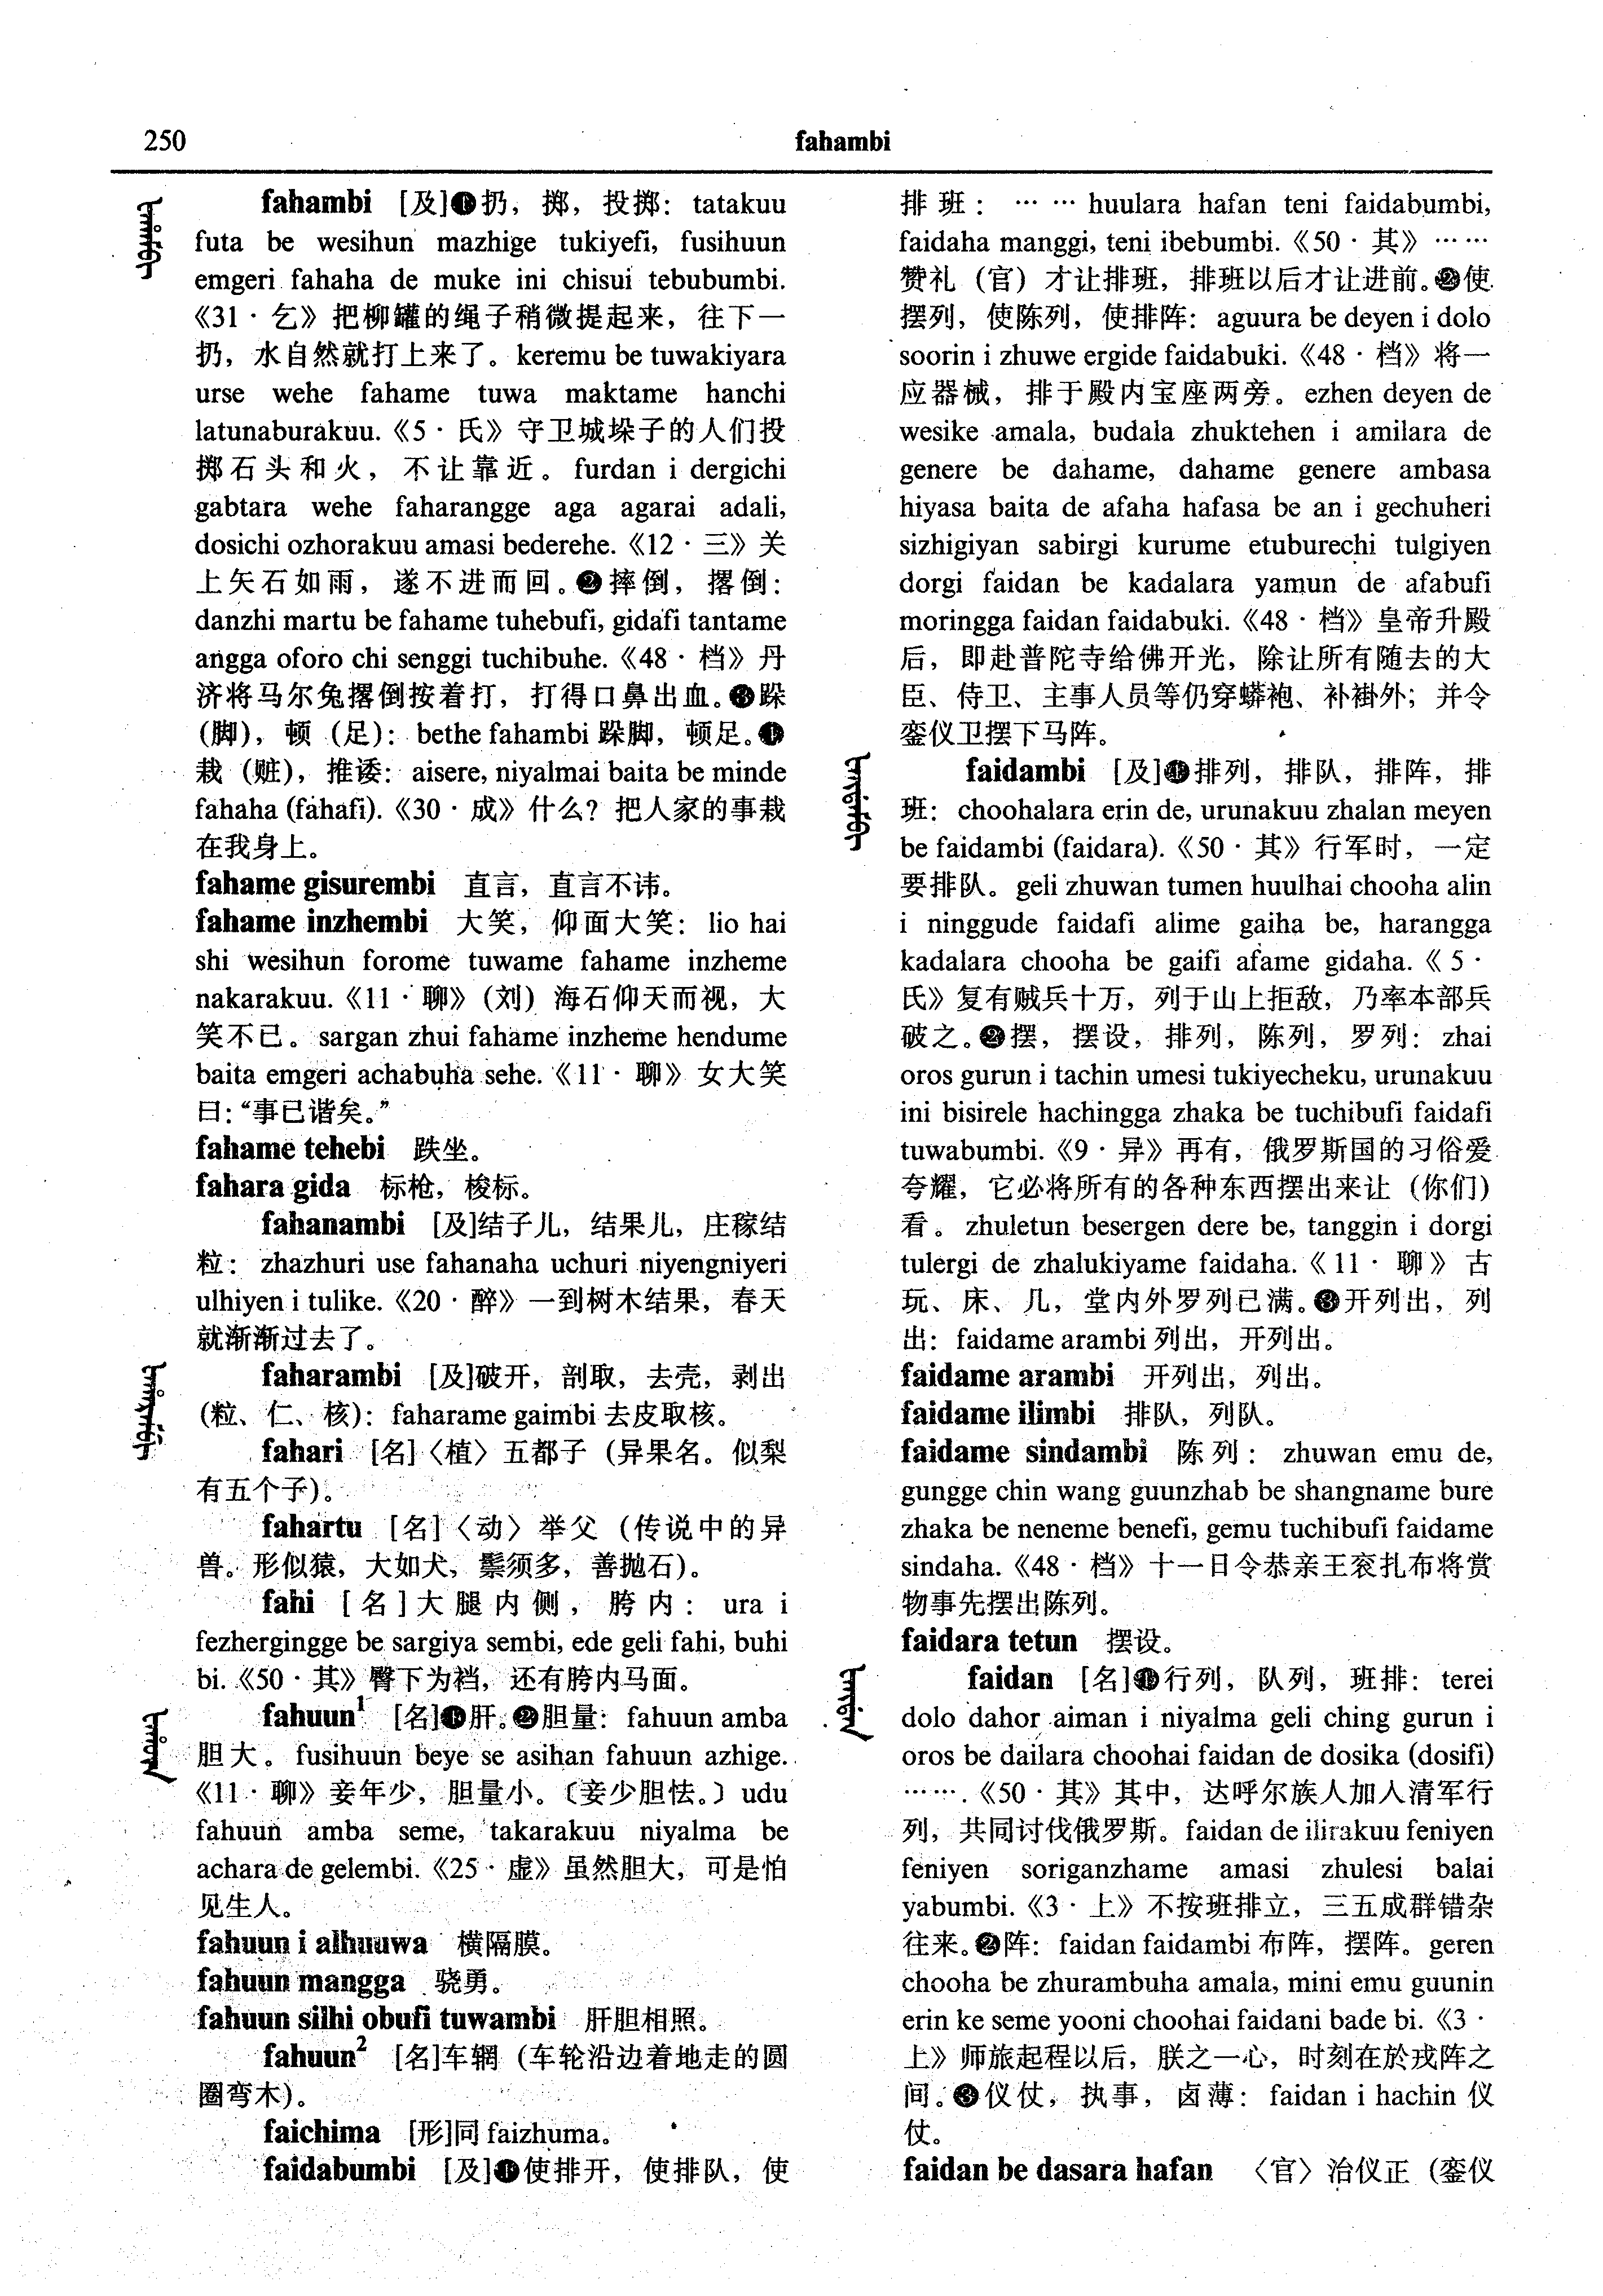 250
fahambi
fahambi [及]❶扔，掷，投掷：tatakuu
futa be wesihun mazhige tukiyefi, fusihuun
emgeri fahaha de muke ini chisui tebubumbi.
《31·乞》把柳罐的绳子稍微提起来，往下一
扔，水自然就打上来了。keremu be tuwakiyara
urse wehe fahame tuwa maktame hanchi
latunaburakuu.《5·氏》守卫城垛子的人们投
掷石头和火，不让靠近。furdan i dergichi
gabtara wehe faharangge aga agarai adali,
dosichi ozhorakuu amasi bederehe.《12·三》关
上矢石如雨，遂不进而回。❷摔倒，撂倒：
danzhi martu be fahame tuhebufi, gidafi tantame
angga oforo chi senggi tuchibuhe.《48·档》丹
济将马尔兔撂倒按着打，打得口鼻出血。❸跺
(脚)，顿（足）：bethe fahambi 跺脚，顿足。❶
栽（赃），推诿：aisere, niyalmai baita be minde
fahaha (fahafi).《30·成》什么？把人家的事栽
在我身上。
fahame gisurembi 直言，直言不讳。
fahame inzhembi 大笑，仰面大笑：lio hai
shi wesihun forome tuwame fahame inzheme
nakarakuu.《11·聊》（刘）海石仰天而视，大
笑不已。sargan zhui fahame inzheme hendume
baita emgeri achabuha sehe.《11·聊》女大笑
曰：“事已谐矣。”
fahame tehebi 跌坐。
fahara gida 标枪，梭标。
fahanambi [及]结子儿，结果儿，庄稼结
粒：zhazhuri use fahanaha uchuri niyengniyeri
ulhiyen i tulike.《20·醉》一到树木结果，春天
就渐渐过去了。
faharambi [及]破开，剖取，去壳，剥出
(粒、仁、核)：faharame gaimbi 去皮取核。
fahari [名]〈植〉五都子（异果名。似梨
有五个子）。
fahartu [名]〈动〉举父（传说中的异
兽。形似猿，大如犬，鬃须多，善抛石）。
fahi [名]大腿内侧，胯内：ura i
fezhergingge be sargiya sembi, ede geli fahi, buhi
bi.《50·其》臀下为裆，还有胯内马面。
fahuun¹ [名]❶肝。❷胆量：fahuun amba
胆大。fusihuun beye se asihan fahuun azhige.
《11·聊》妾年少，胆量小。〔妾少胆怯。〕udu
fahuun amba seme, takarakuu niyalma be
achara de gelembi.《25·虚》虽然胆大，可是怕
见生人。
fahuun i alhuuwa 横隔膜。
fahuun mangga 骁勇。
fahuun silhi obufi tuwambi 肝胆相照。
fahuun² [名]车辋（车轮沿边着地走的圆
圈弯木）。
faichima [形]同 faizhuma。
faidabumbi [及]❶使排开，使排队，使
排班：…… huulara hafan teni faidabumbi,
faidaha manggi, teni ibebumbi.《50·其》……
赞礼（官）才让排班，排班以后才让进前。❷使
摆列，使陈列，使排阵：aguura be deyen i dolo
soorin i zhuwe ergide faidabuki.《48·档》将一
应器械，排于殿内宝座两旁。ezhen deyen de
wesike amala, budala zhuktehen i amilara de
genere be dahame, dahame genere ambasa
hiyasa baita de afaha hafasa be an i gechuheri
sizhigiyan sabirgi kurume etuburechi tulgiyen
dorgi faidan be kadalara yamun de afabufi
moringga faidan faidabuki.《48·档》皇帝升殿
后，即赴普陀寺给佛开光，除让所有随去的大
臣、侍卫、主事人员等仍穿蟒袍、补褂外；并令
銮仪卫摆下马阵。
faidambi [及]❶排列，排队，排阵，排
班：choohalara erin de, urunakuu zhalan meyen
be faidambi (faidara).《50·其》行军时，一定
要排队。geli zhuwan tumen huulhai chooha alin
i ninggude faidafi alime gaiha be, harangga
kadalara chooha be gaifi afame gidaha.《5·
氏》复有贼兵十万，列于山上拒敌，乃率本部兵
破之。❷摆，摆设，排列，陈列，罗列：zhai
oros gurun i tachin umesi tukiyecheku, urunakuu
ini bisirele hachingga zhaka be tuchibufi faidafi
tuwabumbi.《9·异》再有，俄罗斯国的习俗爱
夸耀，它必将所有的各种东西摆出来让（你们）
看。zhuletun besergen dere be, tanggin i dorgi
tulergi de zhalukiyame faidaha.《11·聊》古
玩、床、几，堂内外罗列已满。❸开列出，列
出：faidame arambi 列出，开列出。
faidame arambi 开列出，列出。
faidame ilimbi 排队，列队。
faidame sindambi 陈列：zhuwan emu de,
gungge chin wang guunzhab be shangname bure
zhaka be neneme benefi, gemu tuchibufi faidame
sindaha.《48·档》十一日令恭亲王衮扎布将赏
物事先摆出陈列。
faidara tetun 摆设。
faidan [名]❶行列，队列，班排：terei
dolo dahor aiman i niyalma geli ching gurun i
oros be dailara choohai faidan de dosika (dosifi)
…….《50·其》其中，达呼尔族人加入清军行
列，共同讨伐俄罗斯。faidan de ilirakuu feniyen
feniyen soriganzhame amasi zhulesi balai
yabumbi.《3·上》不按班排立，三五成群错杂
往来。❷阵：faidan faidambi 布阵，摆阵。geren
chooha be zhurambuha amala, mini emu guunin
erin ke seme yooni choohai faidani bade bi.《3·
上》师旅起程以后，朕之一心，时刻在於戎阵之
间。❸仪仗，执事，卤薄：faidan i hachin 仪
仗。
faidan be dasara hafan 〈官〉治仪正（銮仪